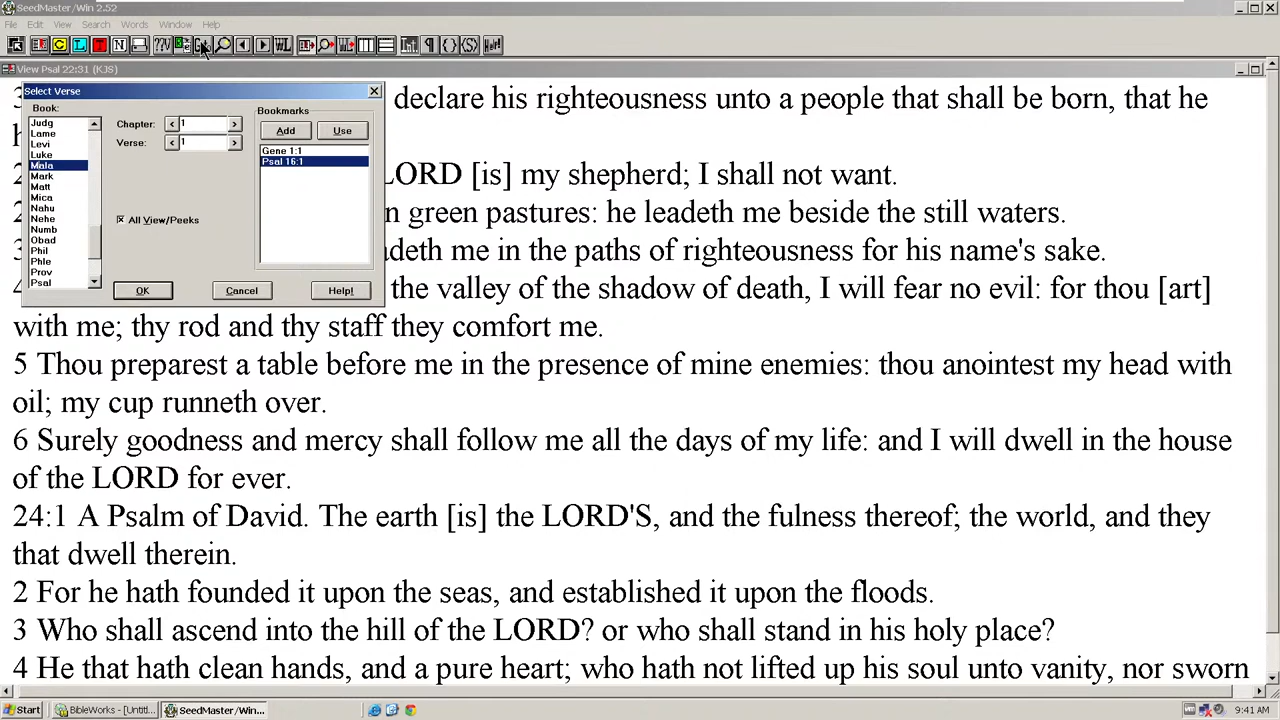 SeedMaster/Win 2.52
File Edit View Search Words Window Help
View Psal 22:31 (KJS)
declare his righteousness unto a people that shall be born, that he
LORD [is] my shepherd; I shall not want.
n green pastures: he leadeth me beside the still waters.
adeth me in the paths of righteousness for his name's sake.
the valley of the shadow of death, I will fear no evil: for thou [art]
with me; thy rod and thy staff they comfort me.
5 Thou preparest a table before me in the presence of mine enemies: thou anointest my head with
oil; my cup runneth over.
6 Surely goodness and mercy shall follow me all the days of my life: and I will dwell in the house
of the LORD for ever.
24:1 A Psalm of David. The earth [is] the LORD'S, and the fulness thereof; the world, and they
that dwell therein.
2 For he hath founded it upon the seas, and established it upon the floods.
3 Who shall ascend into the hill of the LORD? or who shall stand in his holy place?
4 He that hath clean hands, and a pure heart; who hath not lifted up his soul unto vanity, nor sworn
Select Verse
Book:
Judg
Lame
Levi
Luke
Mala
Mark
Matt
Mica
Nahu
Nehe
Numb
Obad
Phil
Phle
Prov
Psal
Chapter: 1
Verse: 1
All View/Peeks
Bookmarks
Add Use
Gene 1:1
Psal 16:1
OK Cancel Help!
Start BibleWorks - [Untitl... SeedMaster/Win... 9:41 AM